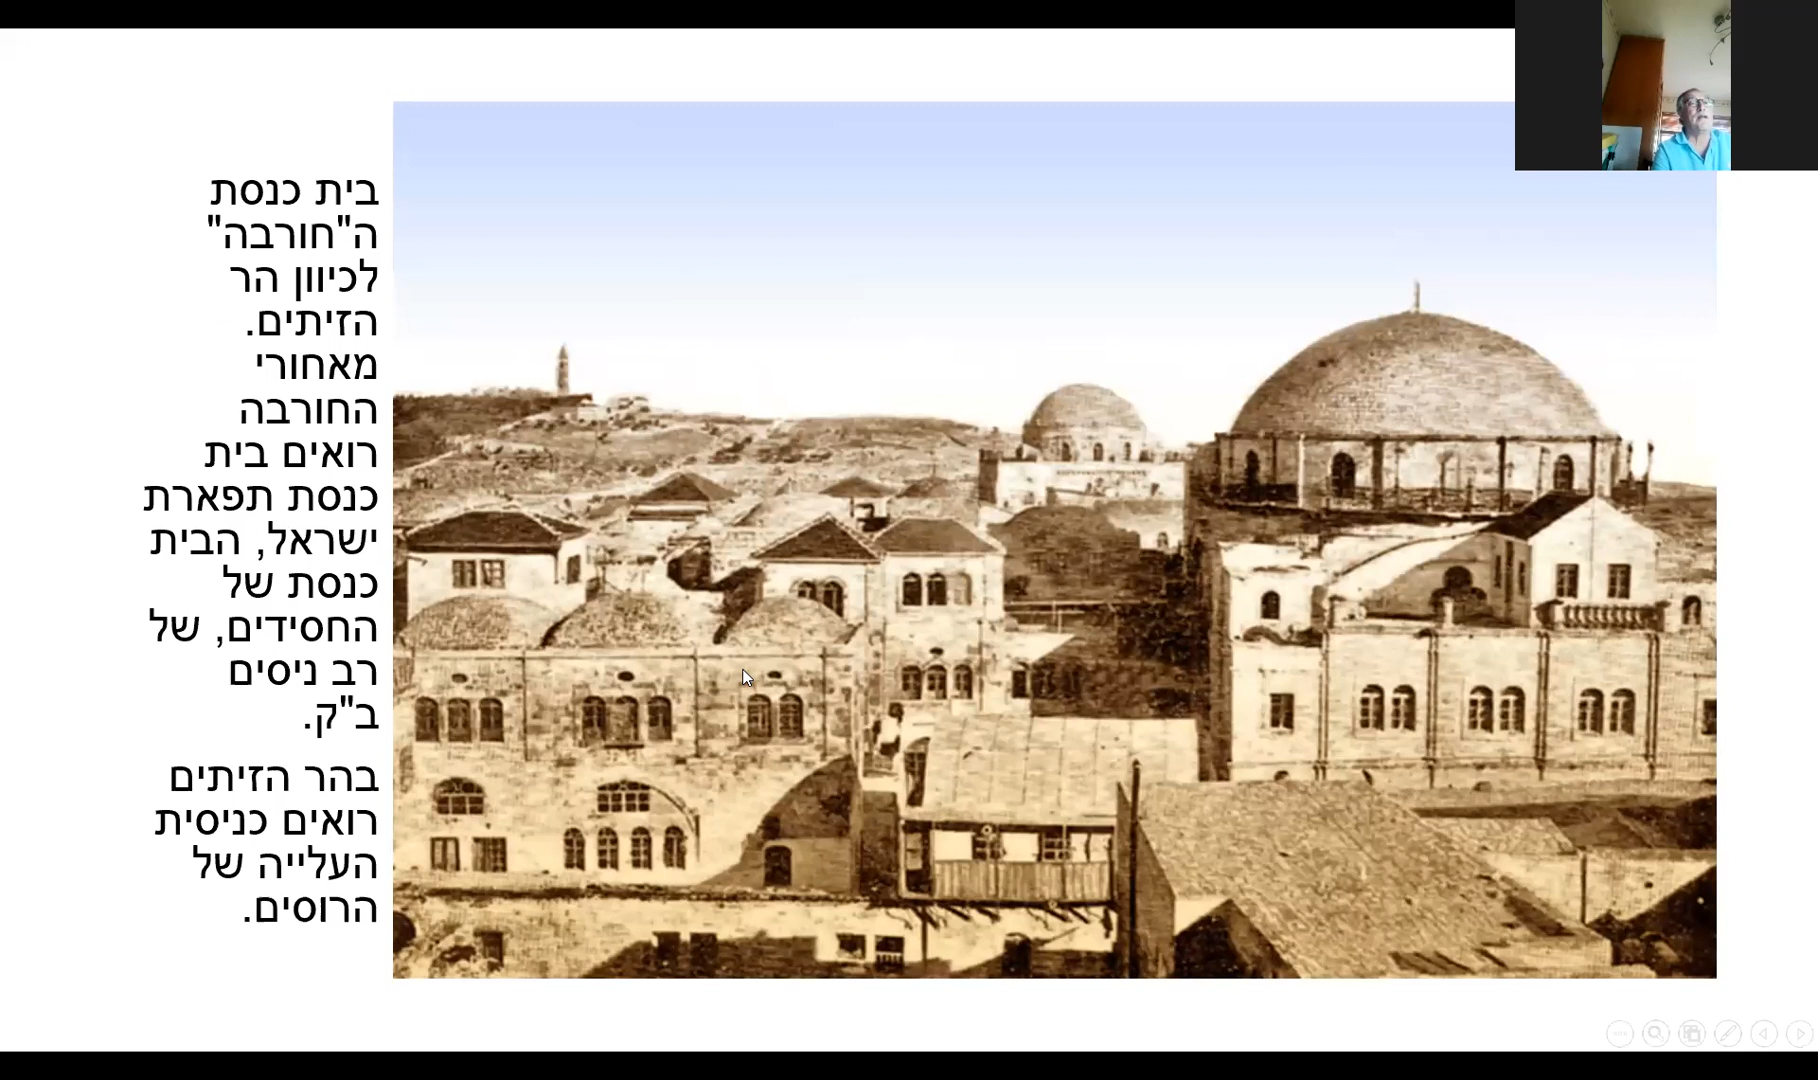 בית כנסת
ה"חורבה"
לכיוון הר
הזיתים.
מאחורי
החורבה
רואים בית
כנסת תפארת
ישראל, הבית
כנסת של
החסידים, של
רב ניסים
ב"ק.
בהר הזיתים
רואים כניסית
העלייה של
הרוסים.